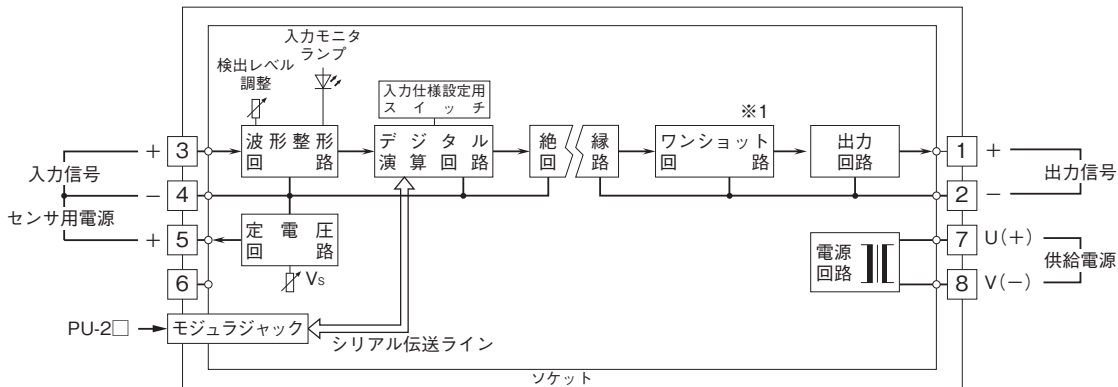 入力モニタ
ランプ
検出レベル
調整
入力仕様設定用
スイッチ
※1
3
+
波形整形
回路
デジタル
演算回路
絶
回
縁
路
ワンショット
回路
出力
回路
1
+
入力信号
出力信号
4
−
2
−
センサ用電源
5
+
定電圧
回路
Vs
電源
回路
7
U(+)
供給電源
8
V(−)
6
PU-2□
モジュラジャック
シリアル伝送ライン
ソケット